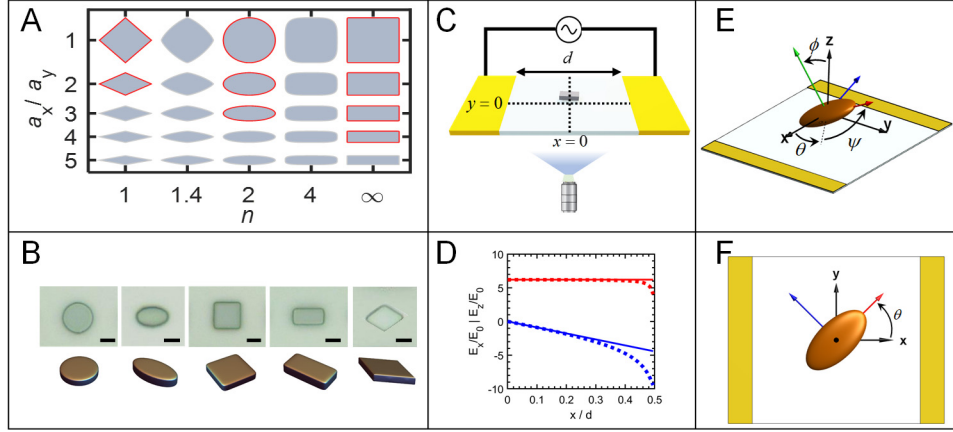 A
a_x / a_y
1
2
3
4
5
1 1.4 2 4 ∞
n
B
C
d
y = 0
x = 0
D
E_x/E_0 | E_z/E_0
10
5
0
-5
-10
0 0.1 0.2 0.3 0.4 0.5
x / d
E
ϕ
z
x
y
θ
ψ
F
y
θ
x